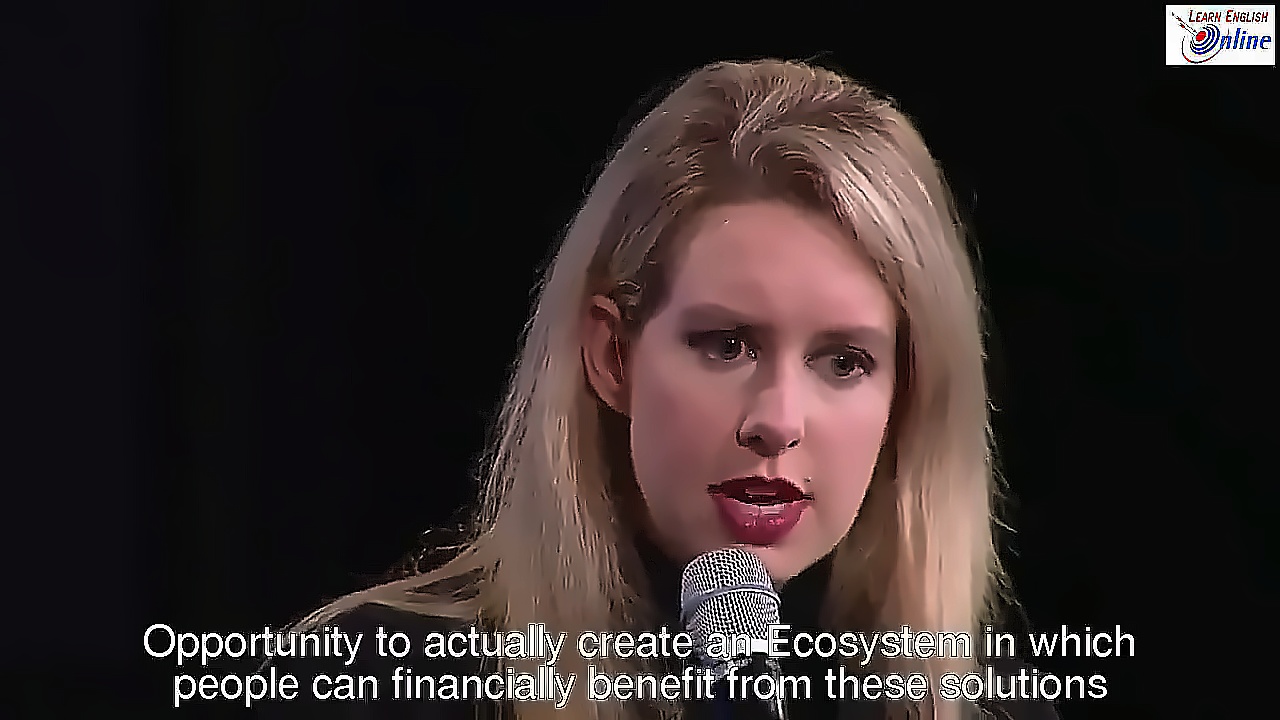 LEARN ENGLISH
Online
Opportunity to actually create an Ecosystem in which
people can financially benefit from these solutions